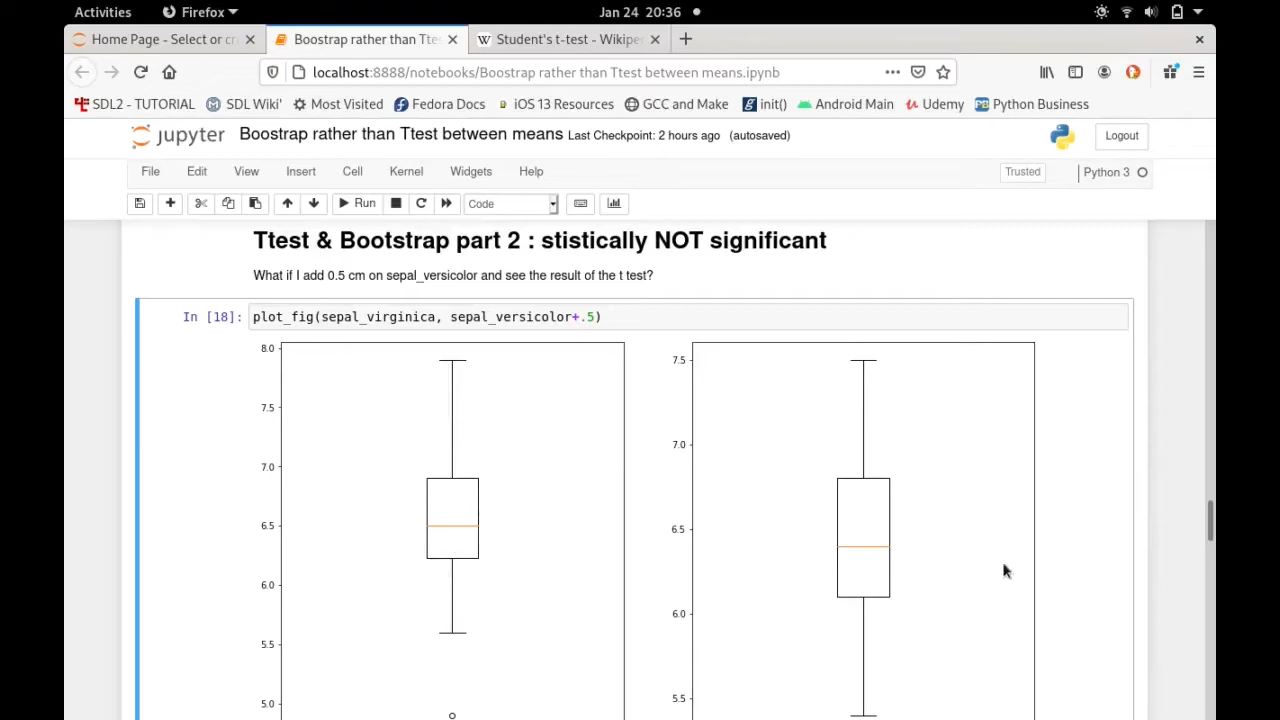 Activities Firefox Jan 24 20:36
Home Page - Select or cr Boostrap rather than Tte Student's t-test - Wikipe
localhost:8888/notebooks/Boostrap rather than Ttest between means.ipynb
SDL2 - TUTORIAL SDL Wiki' Most Visited Fedora Docs iOS 13 Resources GCC and Make init() Android Main Udemy Python Business
jupyter Boostrap rather than Ttest between means Last Checkpoint: 2 hours ago (autosaved) Logout
File Edit View Insert Cell Kernel Widgets Help Trusted Python 3
Run Code
Ttest & Bootstrap part 2 : stistically NOT significant
What if I add 0.5 cm on sepal_versicolor and see the result of the t test?
In [18]: plot_fig(sepal_virginica, sepal_versicolor+.5)
8.0
7.5
7.0
6.5
6.0
5.5
5.0
7.5
7.0
6.5
6.0
5.5